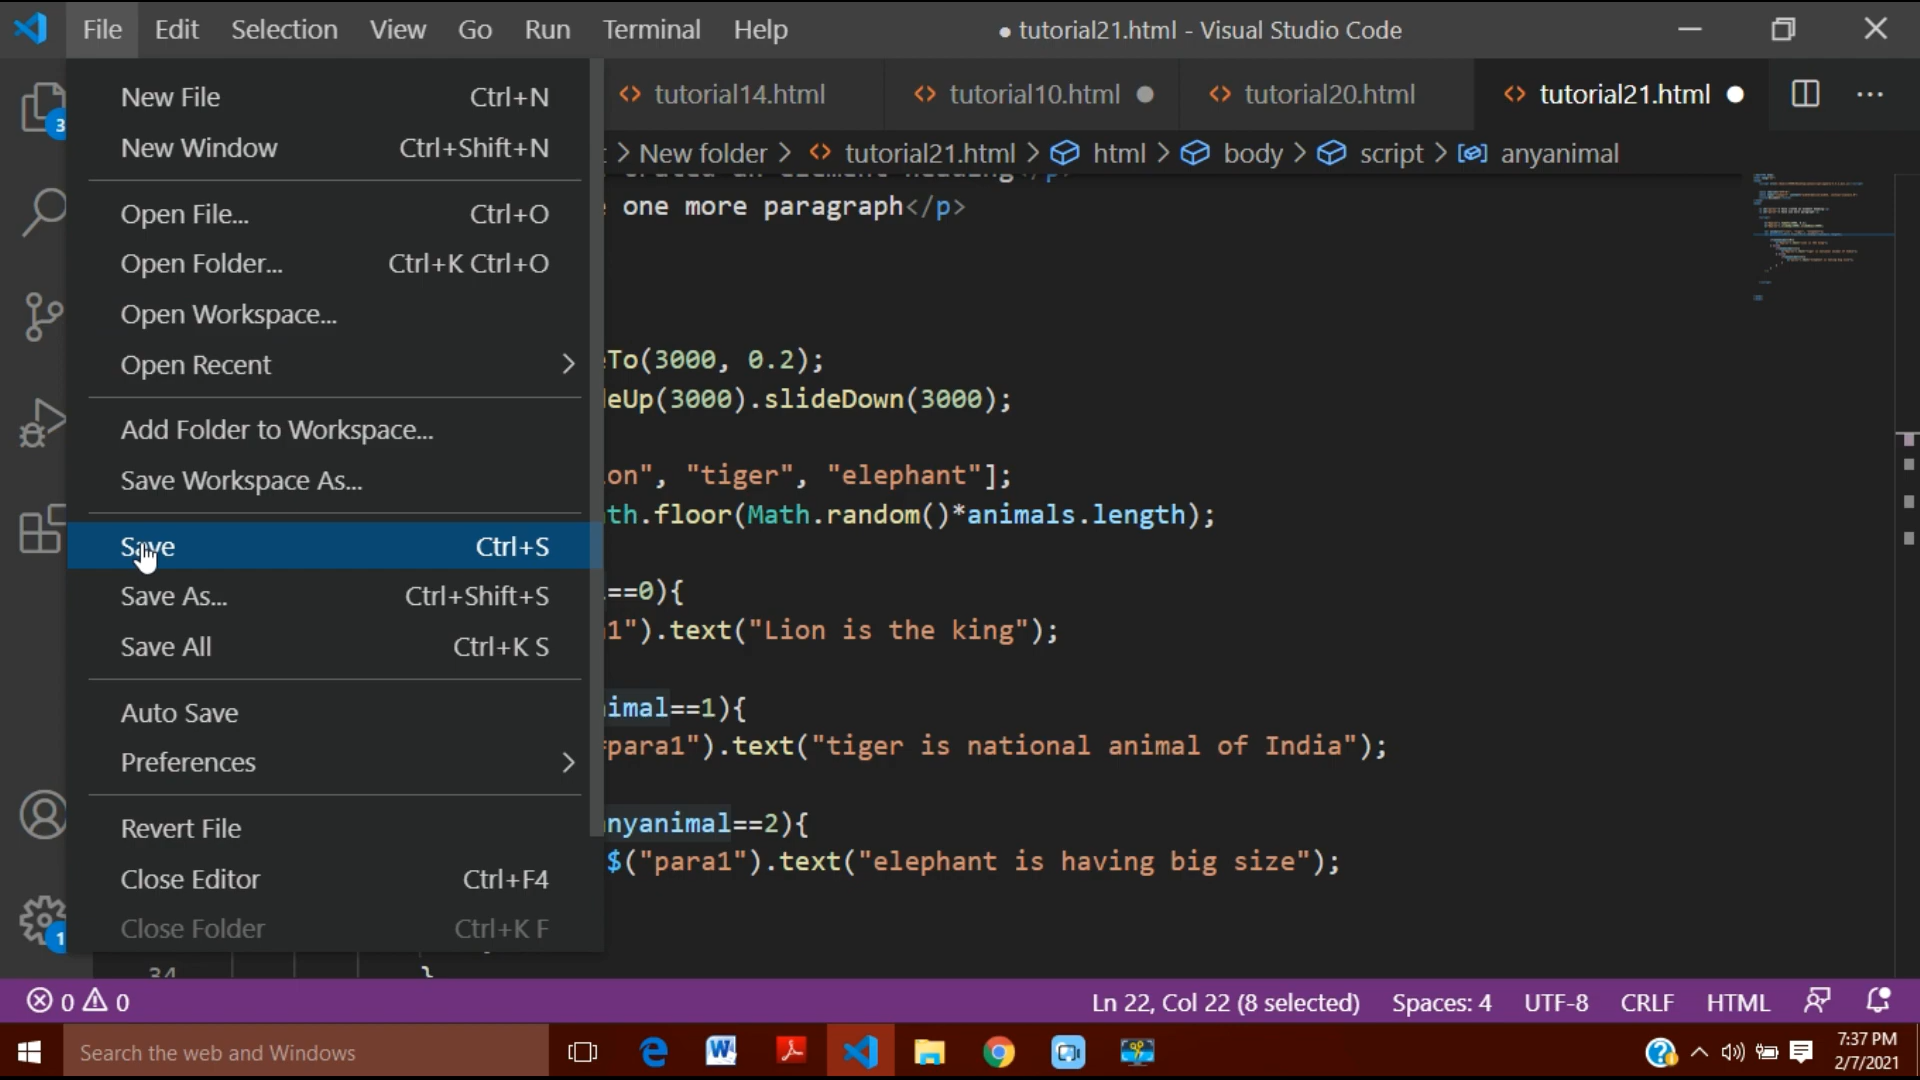 File Edit Selection View Go Run Terminal Help ● tutorial21.html - Visual Studio Code
New File Ctrl+N
New Window Ctrl+Shift+N
Open File... Ctrl+O
Open Folder... Ctrl+K Ctrl+O
Open Workspace...
Open Recent
Add Folder to Workspace...
Save Workspace As...
Save Ctrl+S
Save As... Ctrl+Shift+S
Save All Ctrl+K S
Auto Save
Preferences
Revert File
Close Editor Ctrl+F4
Close Folder Ctrl+K F
3
1
tutorial14.html tutorial10.html ● tutorial20.html tutorial21.html ●
> New folder > tutorial21.html > html > body > script > anyanimal
heading</p>
one more paragraph</p>
eTo(3000, 0.2);
deUp(3000).slideDown(3000);
on", "tiger", "elephant"];
th.floor(Math.random()*animals.length);
==0){
1").text("Lion is the king");
imal==1){
para1").text("tiger is national animal of India");
nyanimal==2){
$("para1").text("elephant is having big size");
34 }
0 0 Ln 22, Col 22 (8 selected) Spaces: 4 UTF-8 CRLF HTML
Search the web and Windows
7:37 PM
2/7/2021